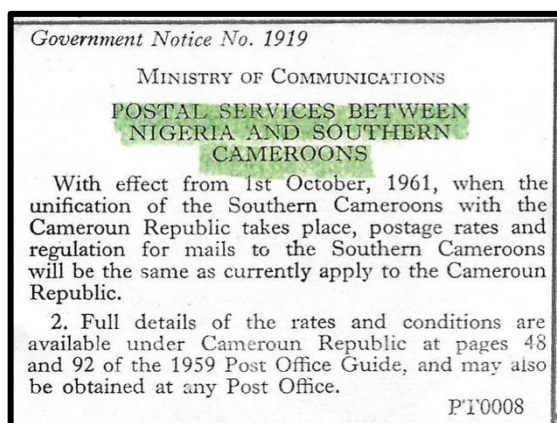 Government Notice No. 1919
MINISTRY OF COMMUNICATIONS
POSTAL SERVICES BETWEEN
NIGERIA AND SOUTHERN
CAMEROONS
With effect from 1st October, 1961, when the
unification of the Southern Cameroons with the
Cameroun Republic takes place, postage rates and
regulation for mails to the Southern Cameroons
will be the same as currently apply to the Cameroun
Republic.
2. Full details of the rates and conditions are
available under Cameroun Republic at pages 48
and 92 of the 1959 Post Office Guide, and may also
be obtained at any Post Office.
PT0008